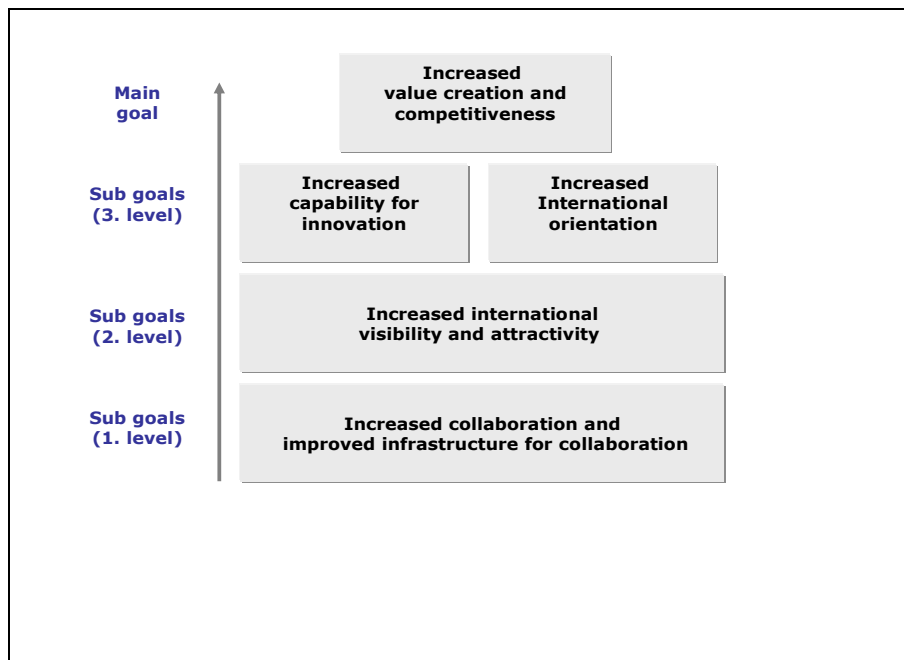 Main
goal
Increased
value creation and
competitiveness
Sub goals
(3. level)
Increased
capability for
innovation
Increased
International
orientation
Sub goals
(2. level)
Increased international
visibility and attractivity
Sub goals
(1. level)
Increased collaboration and
improved infrastructure for collaboration